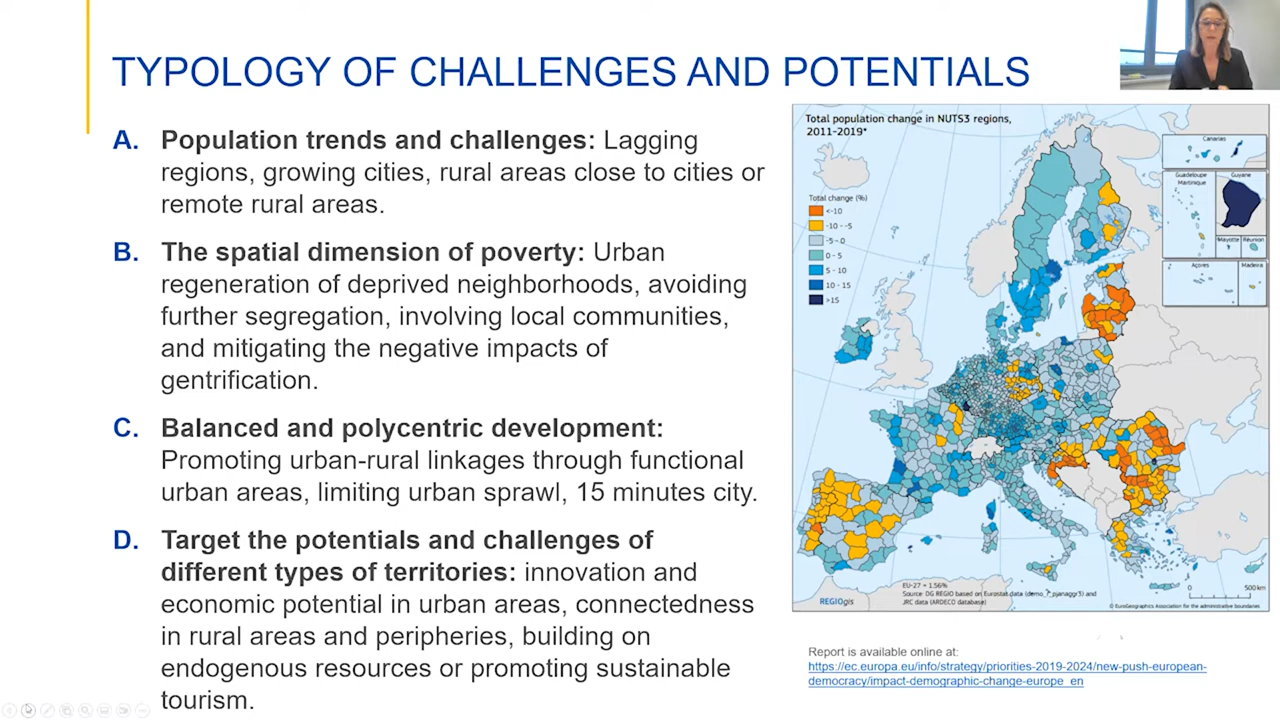 TYPOLOGY OF CHALLENGES AND POTENTIALS
A. Population trends and challenges: Lagging
regions, growing cities, rural areas close to cities or
remote rural areas.
B. The spatial dimension of poverty: Urban
regeneration of deprived neighborhoods, avoiding
further segregation, involving local communities,
and mitigating the negative impacts of
gentrification.
C. Balanced and polycentric development:
Promoting urban-rural linkages through functional
urban areas, limiting urban sprawl, 15 minutes city.
D. Target the potentials and challenges of
different types of territories: innovation and
economic potential in urban areas, connectedness
in rural areas and peripheries, building on
endogenous resources or promoting sustainable
tourism.
Total population change in NUTS3 regions,
2011-2019*
Total change (%)
<-10
-10 - -5
-5 - 0
0 - 5
5 - 10
10 - 15
>15
Canarias
Guadeloupe
Martinique
Guyane
Mayotte
Réunion
Açores
Madeira
EU-27 = 1.56%
Source: DG REGIO based on Eurostat data (demo_r_pjanaggr3) and
JRC data (ARDECO database)
REGIOgis
0 500 km
© EuroGeographics Association for the administrative boundaries
Report is available online at:
https://ec.europa.eu/info/strategy/priorities-2019-2024/new-push-european-
democracy/impact-demographic-change-europe_en